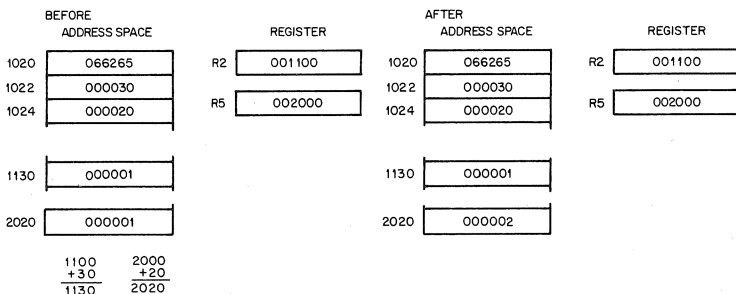 BEFORE
ADDRESS SPACE REGISTER
1020 066265 R2 001100
1022 000030
1024 000020 R5 002000
1130 000001
2020 000001
1100 2000
+30 +20
1130 2020
AFTER
ADDRESS SPACE REGISTER
1020 066265 R2 001100
1022 000030
1024 000020 R5 002000
1130 000001
2020 000002